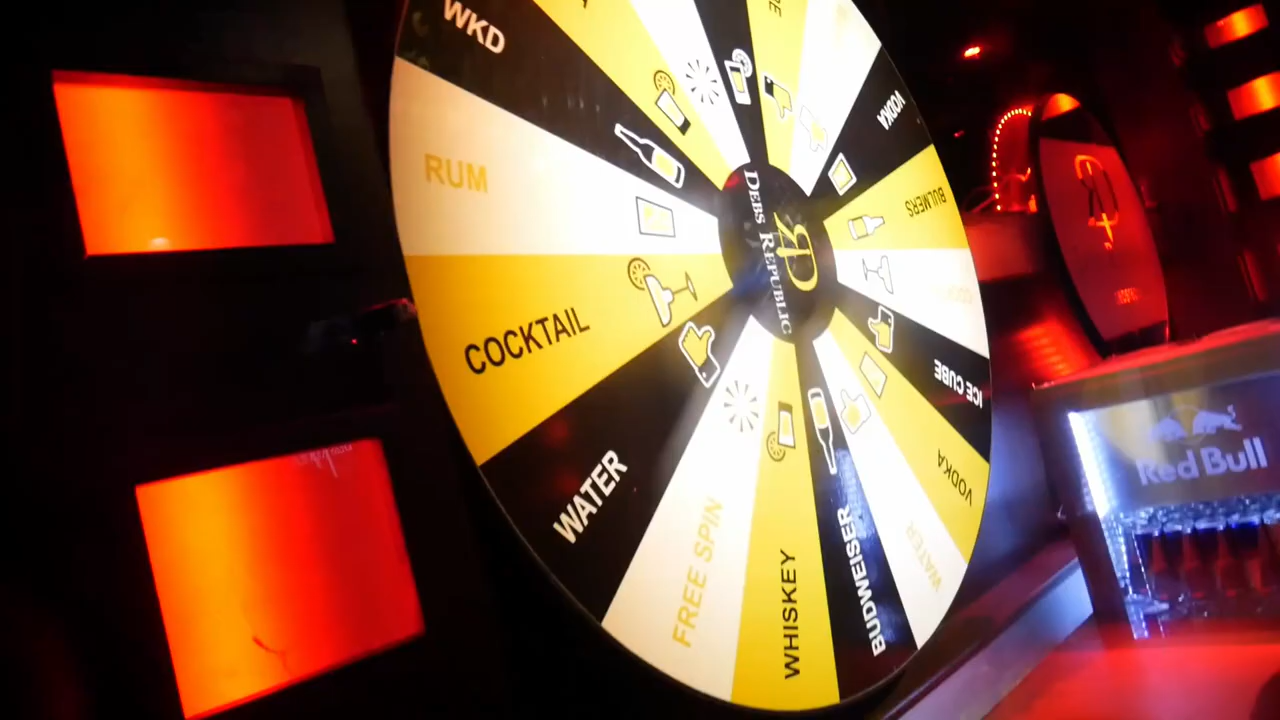 WKD
RUM
COCKTAIL
WATER
FREE SPIN
WHISKEY
BUDWEISER
WATER
VODKA
ICE CUBE
BULMERS
VODKA
DEBS REPUBLIC
Red Bull